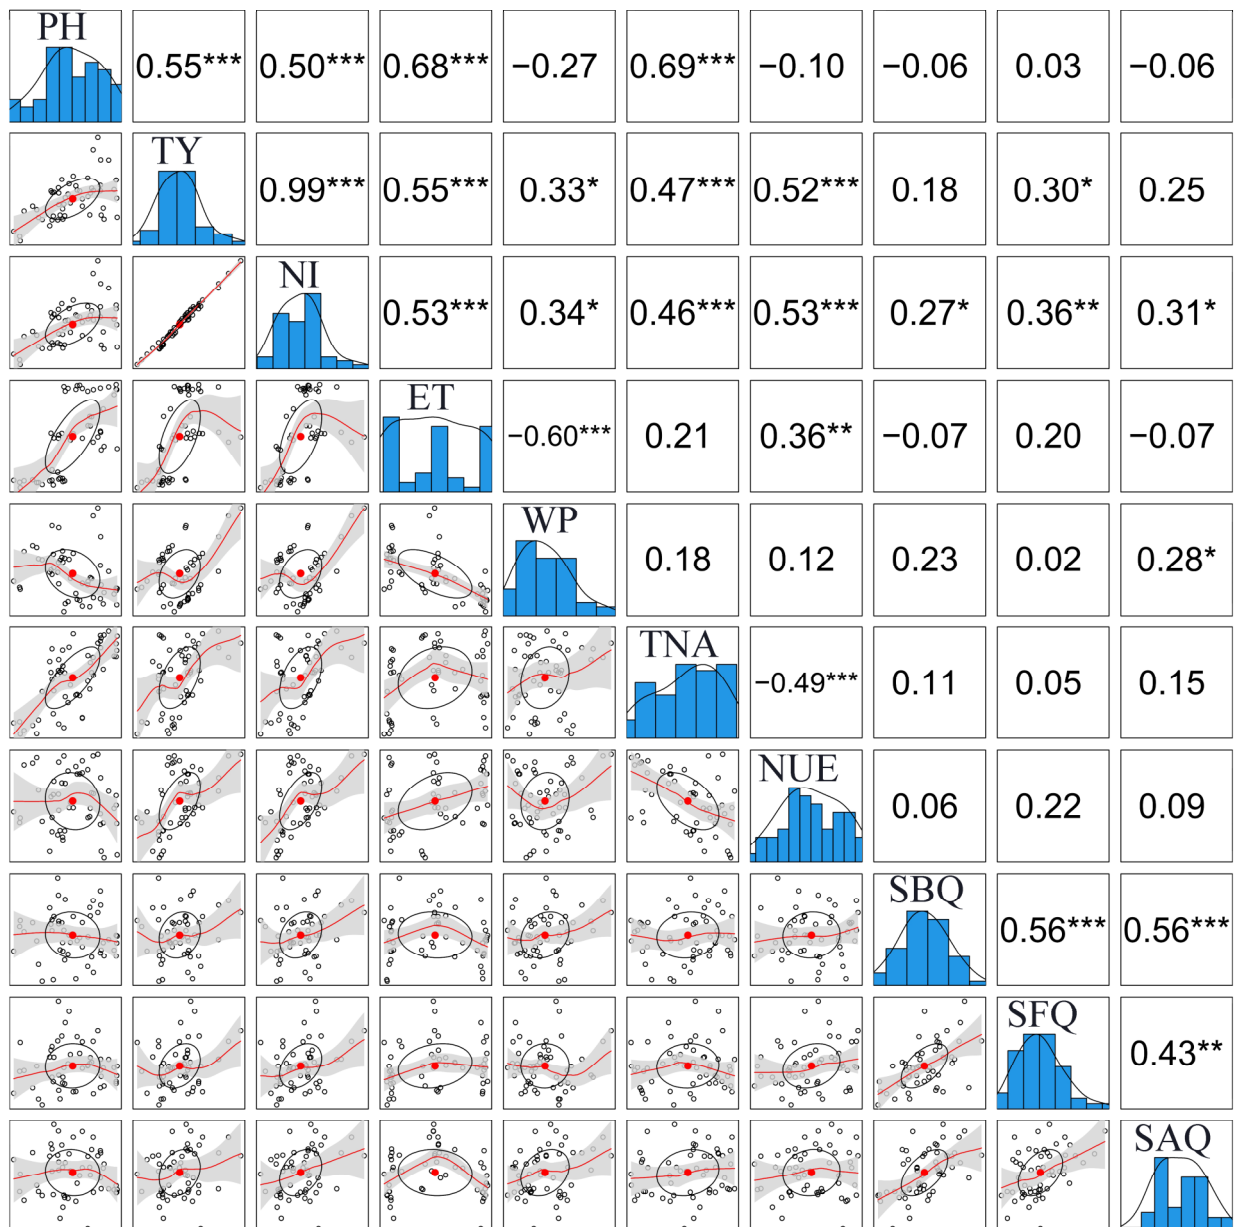 PH 0.55*** 0.50*** 0.68*** −0.27 0.69*** −0.10 −0.06 0.03 −0.06
TY 0.99*** 0.55*** 0.33* 0.47*** 0.52*** 0.18 0.30* 0.25
NI 0.53*** 0.34* 0.46*** 0.53*** 0.27* 0.36** 0.31*
ET −0.60*** 0.21 0.36** −0.07 0.20 −0.07
WP 0.18 0.12 0.23 0.02 0.28*
TNA −0.49*** 0.11 0.05 0.15
NUE 0.06 0.22 0.09
SBQ 0.56*** 0.56***
SFQ 0.43**
SAQ